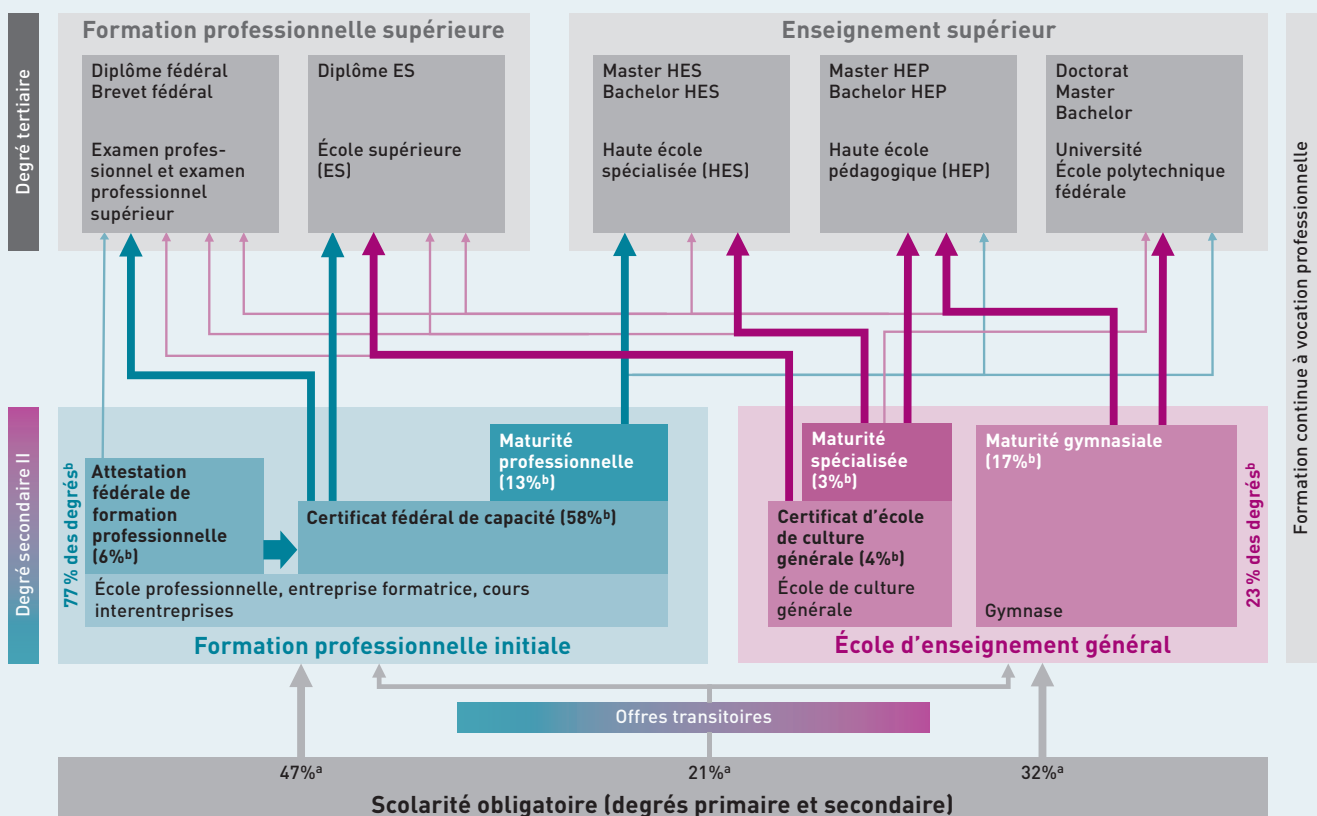 Formation professionnelle supérieure
Enseignement supérieur
Degré tertiaire
Diplôme fédéral
Brevet fédéral
Examen profes-
sionnel et examen
professionnel
supérieur
Diplôme ES
École supérieure
(ES)
Master HES
Bachelor HES
Haute école
spécialisée (HES)
Master HEP
Bachelor HEP
Haute école
pédagogique (HEP)
Doctorat
Master
Bachelor
Université
École polytechnique
fédérale
Formation continue à vocation professionnelle
Degré secondaire II
77 % des degrésᵇ
Attestation
fédérale de
formation
professionnelle
(6%ᵇ)
Maturité
professionnelle
(13%ᵇ)
Certificat fédéral de capacité (58%ᵇ)
École professionnelle, entreprise formatrice, cours
interentreprises
Formation professionnelle initiale
Maturité
spécialisée
(3%ᵇ)
Certificat d'école
de culture
générale (4%ᵇ)
École de culture
générale
Maturité gymnasiale
(17%ᵇ)
Gymnase
23 % des degrésᵇ
École d'enseignement général
Offres transitoires
47%ᵃ
21%ᵃ
32%ᵃ
Scolarité obligatoire (degrés primaire et secondaire)